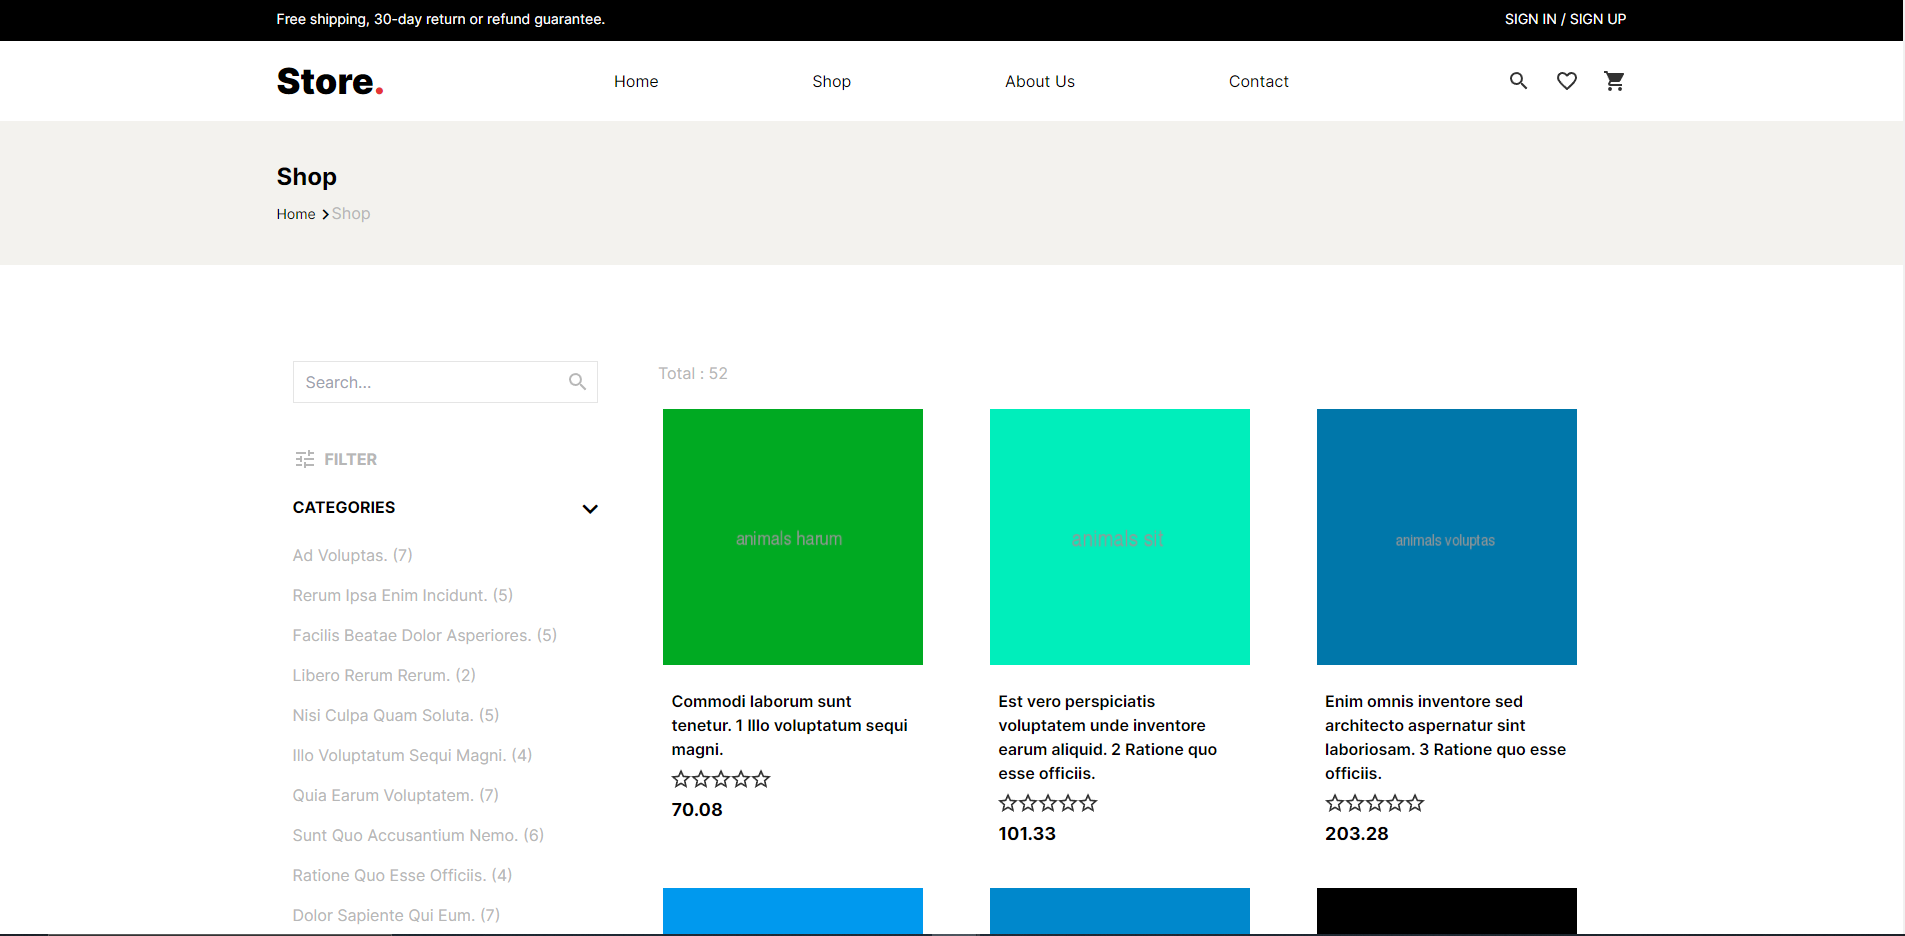 Free shipping, 30-day return or refund guarantee.
SIGN IN / SIGN UP
Store.
Home
Shop
About Us
Contact
Shop
Home
Shop
Search...
FILTER
CATEGORIES
Ad Voluptas. (7)
Rerum Ipsa Enim Incidunt. (5)
Facilis Beatae Dolor Asperiores. (5)
Libero Rerum Rerum. (2)
Nisi Culpa Quam Soluta. (5)
Illo Voluptatum Sequi Magni. (4)
Quia Earum Voluptatem. (7)
Sunt Quo Accusantium Nemo. (6)
Ratione Quo Esse Officiis. (4)
Dolor Sapiente Qui Eum. (7)
Total : 52
animals harum
Commodi laborum sunt
tenetur. 1 Illo voluptatum sequi
magni.
70.08
animals sit
Est vero perspiciatis
voluptatem unde inventore
earum aliquid. 2 Ratione quo
esse officiis.
101.33
animals voluptas
Enim omnis inventore sed
architecto aspernatur sint
laboriosam. 3 Ratione quo esse
officiis.
203.28